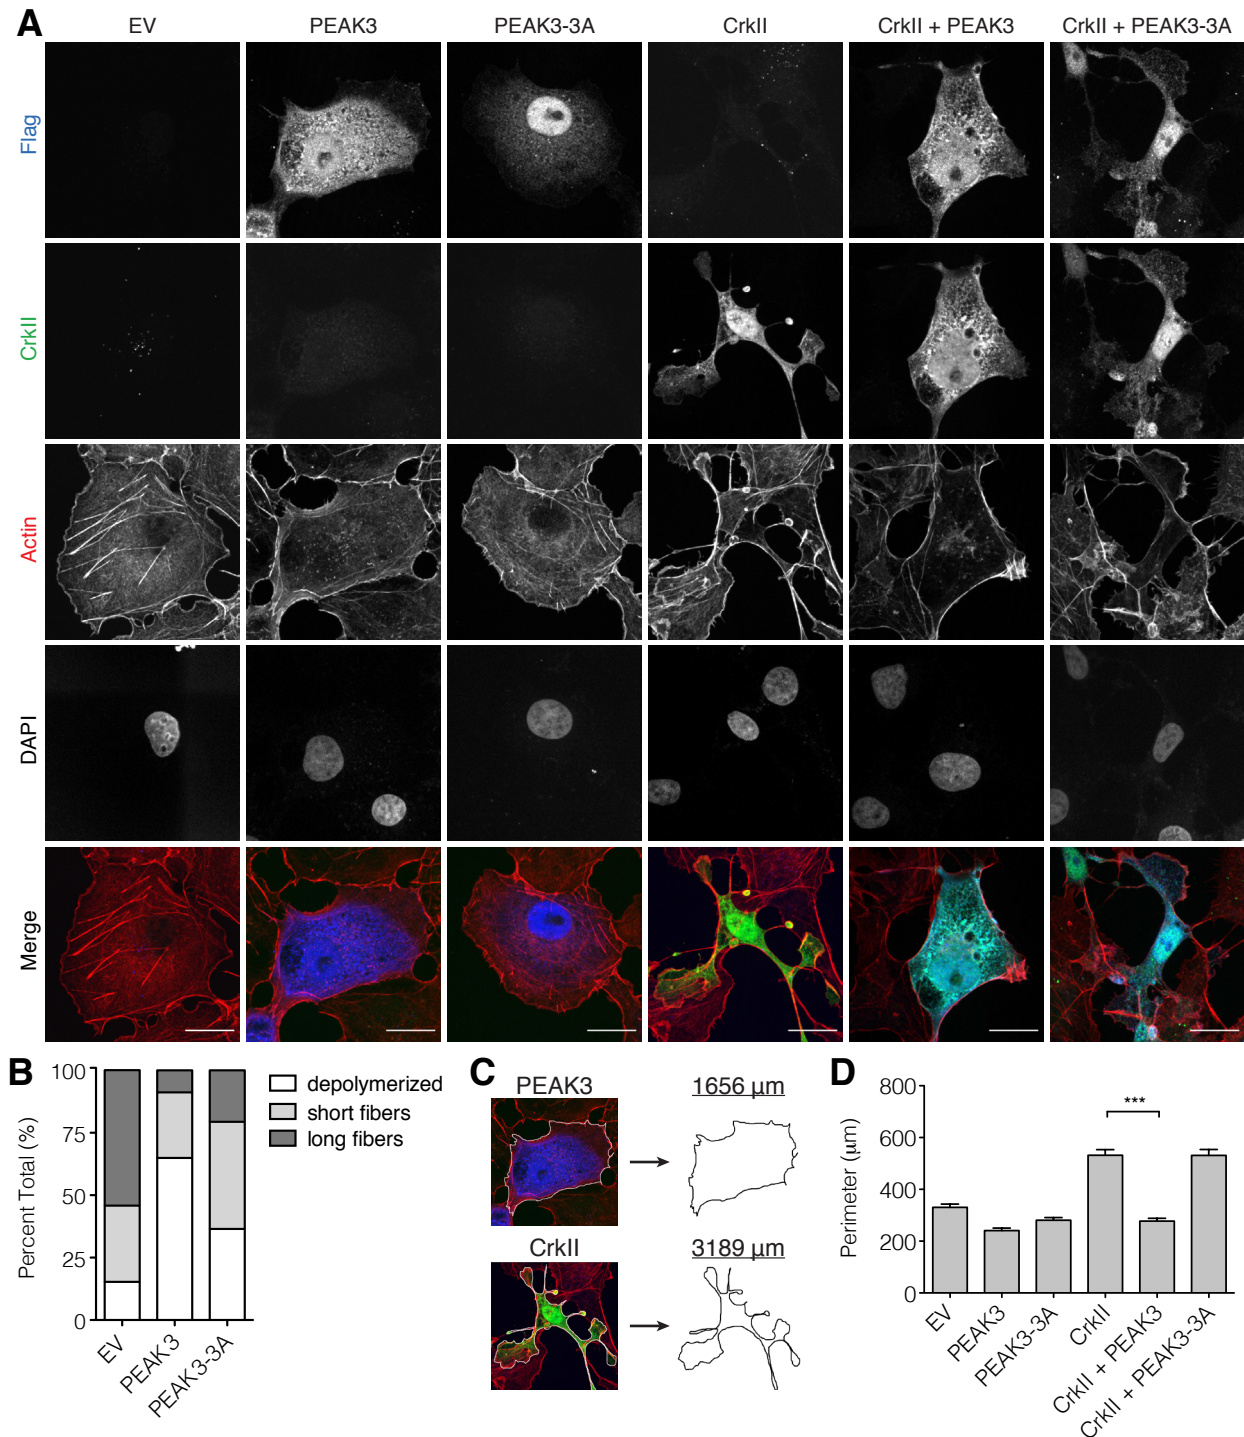 A
EV PEAK3 PEAK3-3A CrkII CrkII + PEAK3 CrkII + PEAK3-3A
Flag
CrkII
Actin
DAPI
Merge
B
Percent Total (%)
100
75
50
25
0
EV
PEAK3
PEAK3-3A
depolymerized
short fibers
long fibers
C
PEAK3
1656 µm
CrkII
3189 µm
D
Perimeter (µm)
800
600
400
200
0
***
EV
PEAK3
PEAK3-3A
CrkII
CrkII + PEAK3
CrkII + PEAK3-3A